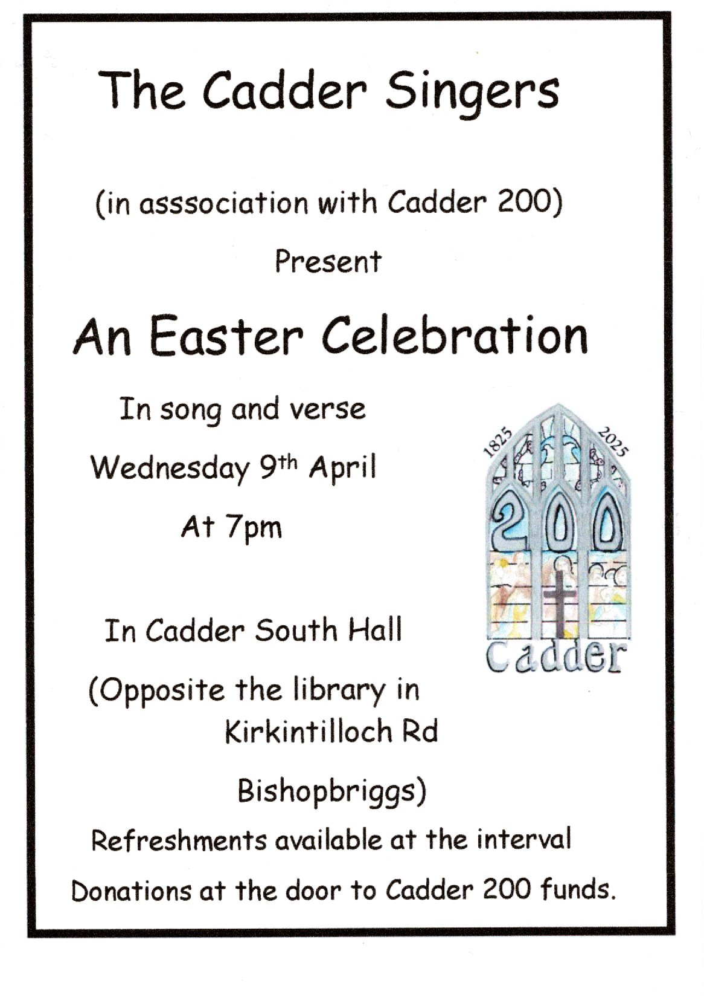 The Cadder Singers
(in asssociation with Cadder 200)
Present
An Easter Celebration
In song and verse
Wednesday 9th April
At 7pm
1825
2025
200
Cadder
In Cadder South Hall
(Opposite the library in
Kirkintilloch Rd
Bishopbriggs)
Refreshments available at the interval
Donations at the door to Cadder 200 funds.